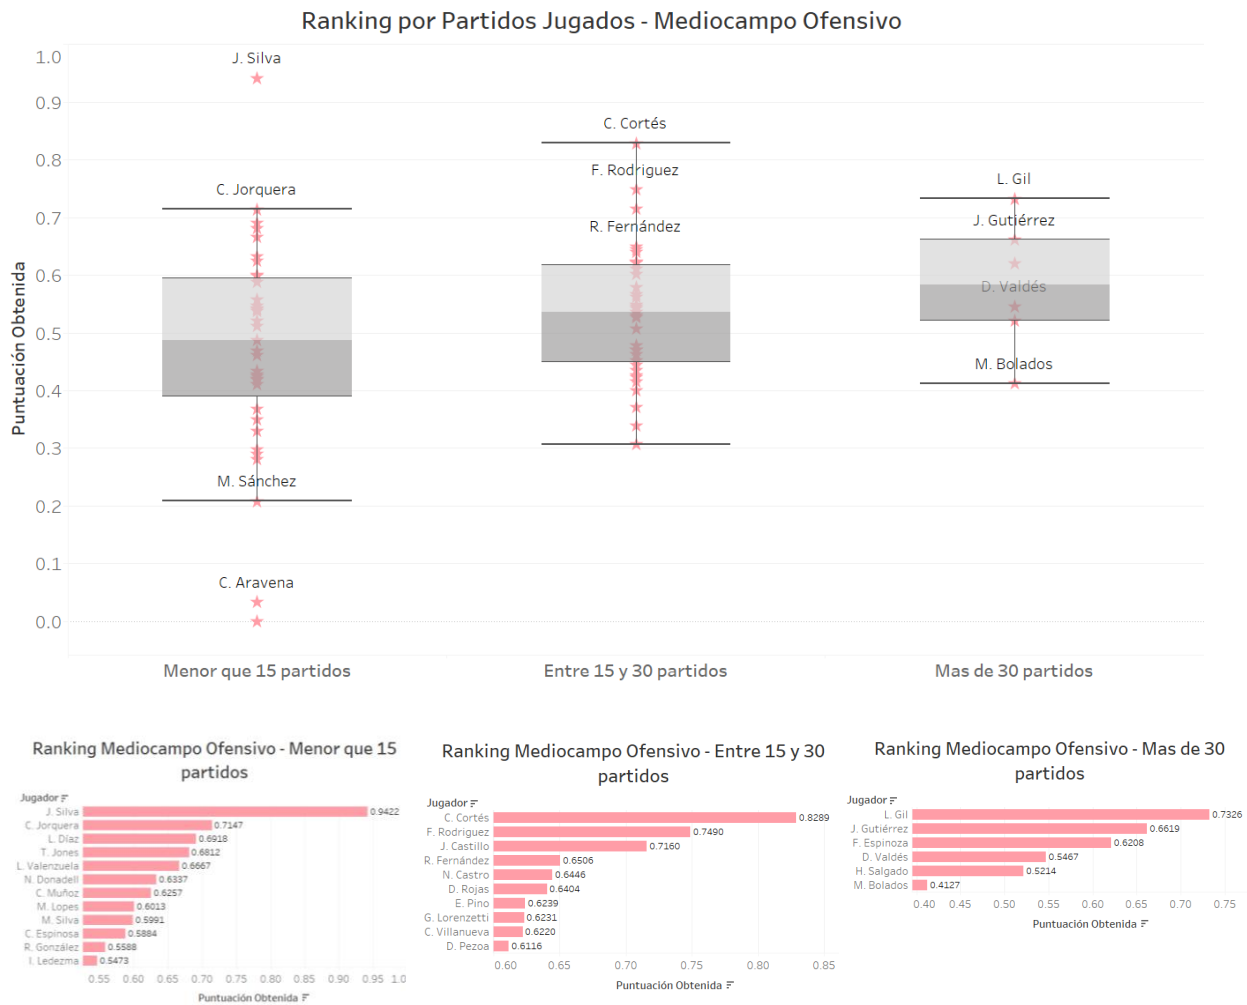 Ranking por Partidos Jugados - Mediocampo Ofensivo
Puntuación Obtenida
1.0
0.9
0.8
0.7
0.6
0.5
0.4
0.3
0.2
0.1
0.0
J. Silva
C. Jorquera
M. Sánchez
C. Aravena
C. Cortés
F. Rodriguez
R. Fernández
L. Gil
J. Gutiérrez
D. Valdés
M. Bolados
Menor que 15 partidos
Entre 15 y 30 partidos
Mas de 30 partidos
Ranking Mediocampo Ofensivo - Menor que 15
partidos
Jugador
J. Silva 0.9422
C. Jorquera 0.7147
L. Díaz 0.6918
T. Jones 0.6812
L. Valenzuela 0.6667
N. Donadell 0.6337
C. Muñoz 0.6257
M. Lopes 0.6013
M. Silva 0.5991
C. Espinosa 0.5884
R. González 0.5588
I. Ledezma 0.5473
0.55 0.60 0.65 0.70 0.75 0.80 0.85 0.90 0.95 1.0
Puntuación Obtenida
Ranking Mediocampo Ofensivo - Entre 15 y 30
partidos
Jugador
C. Cortés 0.8289
F. Rodriguez 0.7490
J. Castillo 0.7160
R. Fernández 0.6506
N. Castro 0.6446
D. Rojas 0.6404
E. Pino 0.6239
G. Lorenzetti 0.6231
C. Villanueva 0.6220
D. Pezoa 0.6116
0.60 0.65 0.70 0.75 0.80 0.85
Puntuación Obtenida
Ranking Mediocampo Ofensivo - Mas de 30
partidos
Jugador
L. Gil 0.7326
J. Gutiérrez 0.6619
F. Espinoza 0.6208
D. Valdés 0.5467
H. Salgado 0.5214
M. Bolados 0.4127
0.40 0.45 0.50 0.55 0.60 0.65 0.70 0.75
Puntuación Obtenida